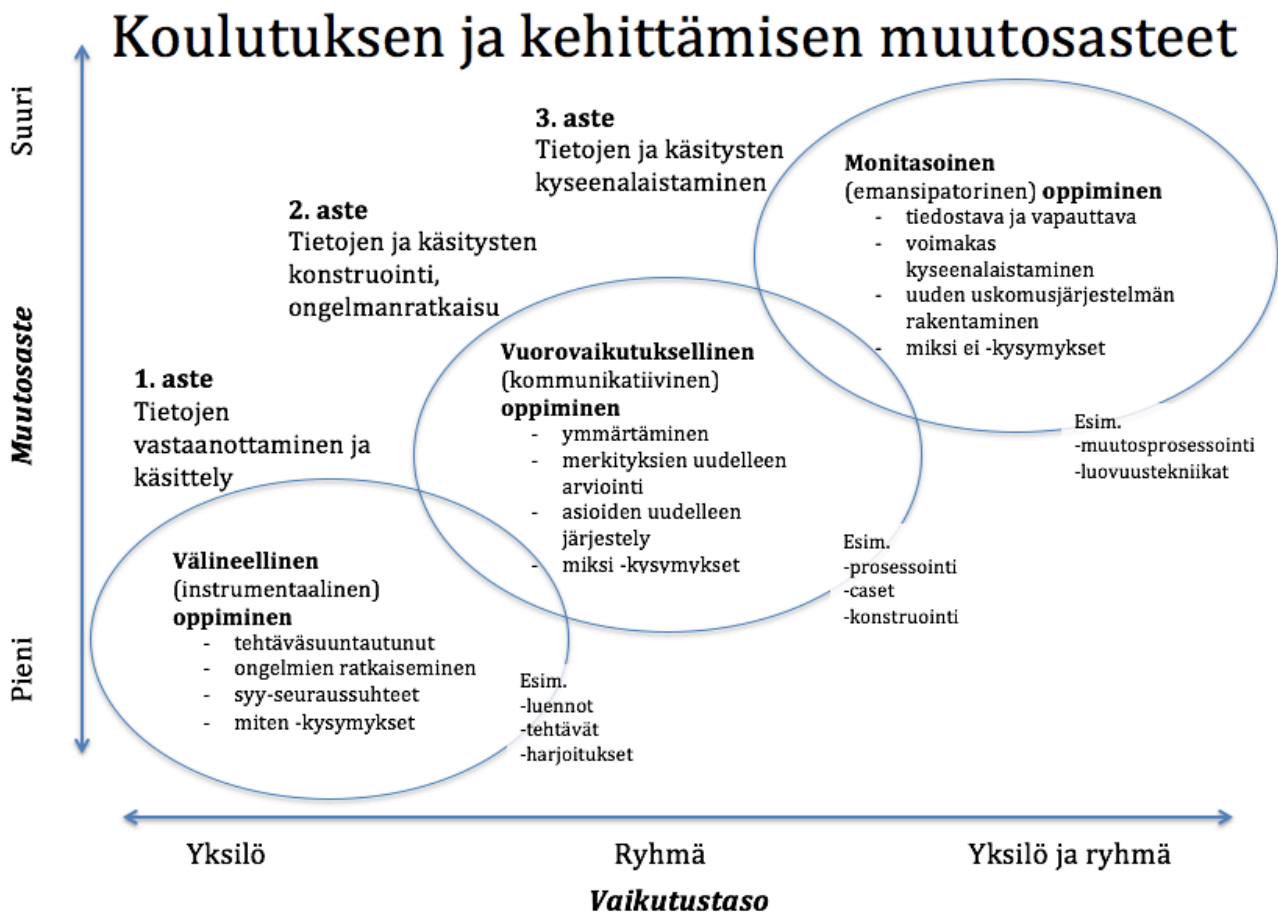 Koulutuksen ja kehittämisen muutosasteet
Suuri
Muutosaste
Pieni
3. aste
Tietojen ja käsitysten
kyseenalaistaminen
Monitasoinen
(emansipatorinen) oppiminen
- tiedostava ja vapauttava
- voimakas
kyseenalaistaminen
- uuden uskomusjärjestelmän
rakentaminen
- miksi ei -kysymykset
Esim.
-muutosprosessointi
-luovuustekniikat
2. aste
Tietojen ja käsitysten
konstruointi,
ongelmanratkaisu
Vuorovaikutuksellinen
(kommunikatiivinen)
oppiminen
- ymmärtäminen
- merkityksien uudelleen
arviointi
- asioiden uudelleen
järjestely
- miksi -kysymykset
Esim.
-prosessointi
-caset
-konstruointi
1. aste
Tietojen
vastaanottaminen ja
käsittely
Välineellinen
(instrumentaalinen)
oppiminen
- tehtäväsuuntautunut
- ongelmien ratkaiseminen
- syy-seuraussuhteet
- miten -kysymykset
Esim.
-luennot
-tehtävät
-harjoitukset
Yksilö
Ryhmä
Yksilö ja ryhmä
Vaikutustaso